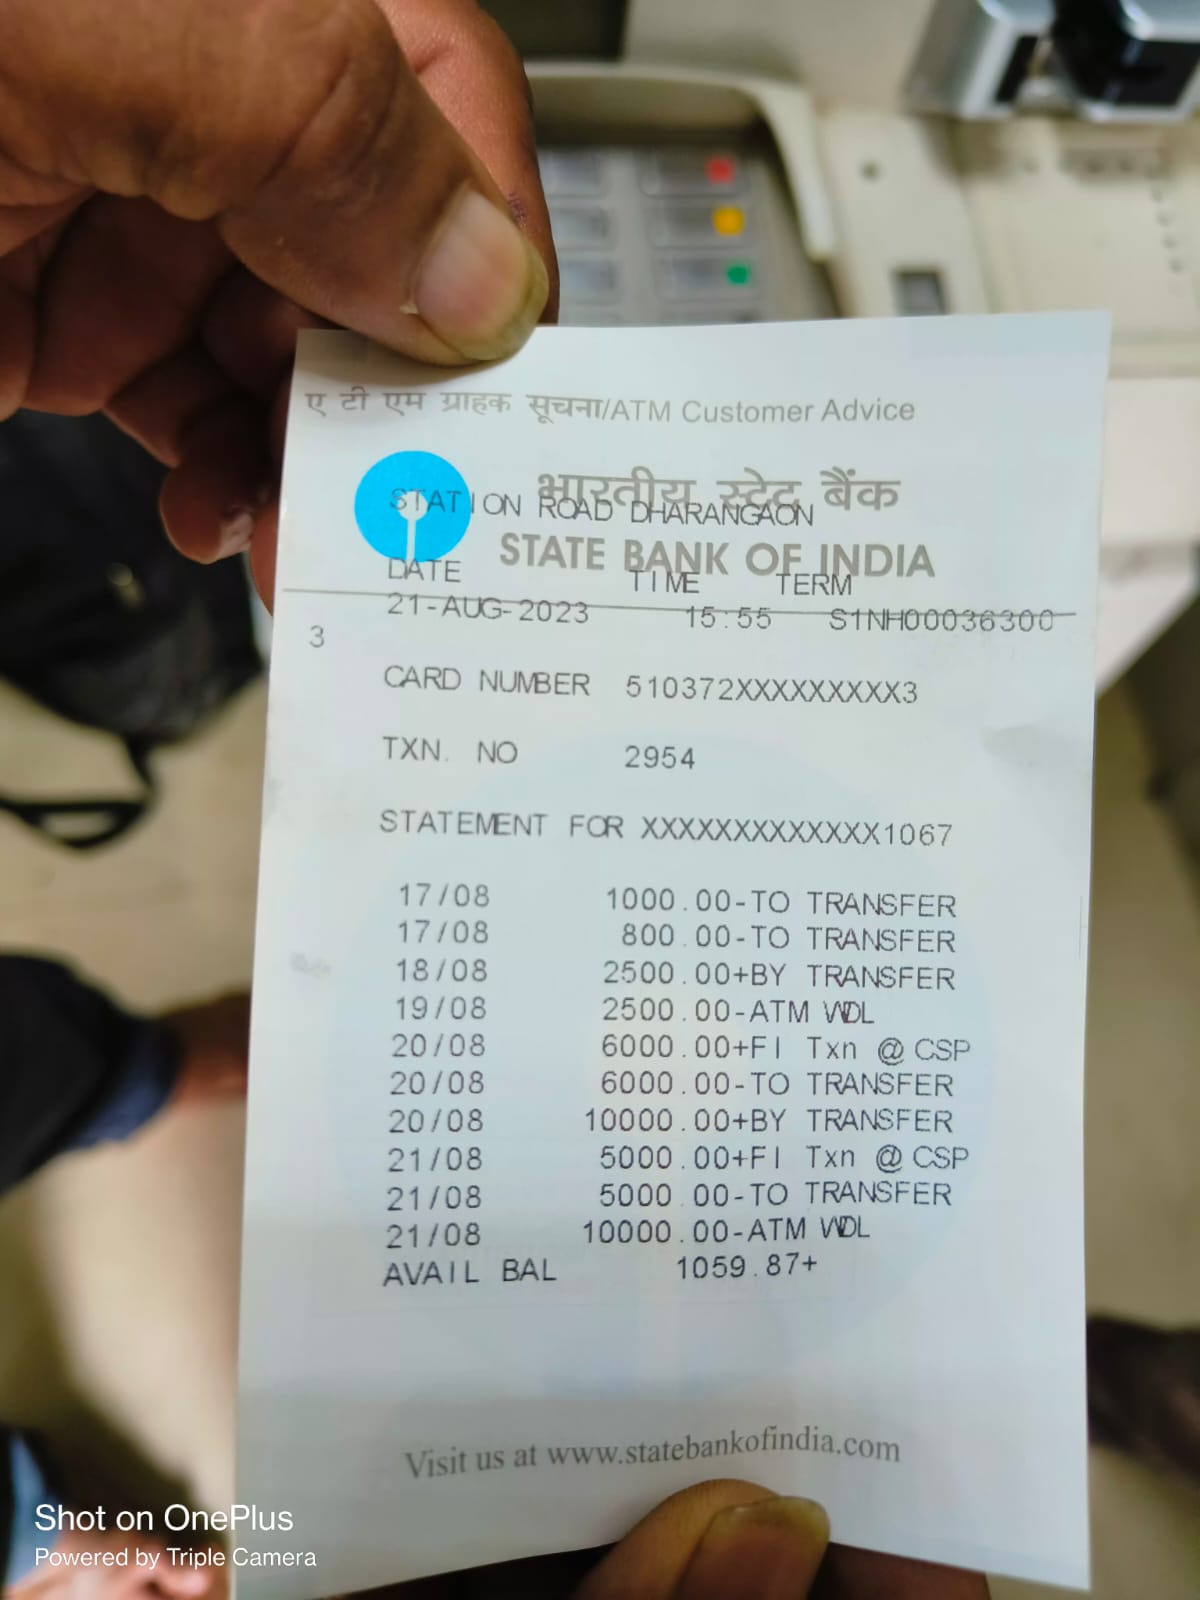 ए टी एम ग्राहक सूचना/ATM Customer Advice
भारतीय स्टेट बैंक
STATION ROAD DHARANGAON
STATE BANK OF INDIA
DATE TIME TERM
21-AUG-2023 15:55 S1NH00036300
3
CARD NUMBER 510372XXXXXXXXX3
TXN. NO 2954
STATEMENT FOR XXXXXXXXXXXXX1067
17/08 1000.00-TO TRANSFER
17/08 800.00-TO TRANSFER
18/08 2500.00+BY TRANSFER
19/08 2500.00-ATM WDL
20/08 6000.00+FI Txn @ CSP
20/08 6000.00-TO TRANSFER
20/08 10000.00+BY TRANSFER
21/08 5000.00+FI Txn @ CSP
21/08 5000.00-TO TRANSFER
21/08 10000.00-ATM WDL
AVAIL BAL 1059.87+
Visit us at www.statebankofindia.com
Shot on OnePlus
Powered by Triple Camera